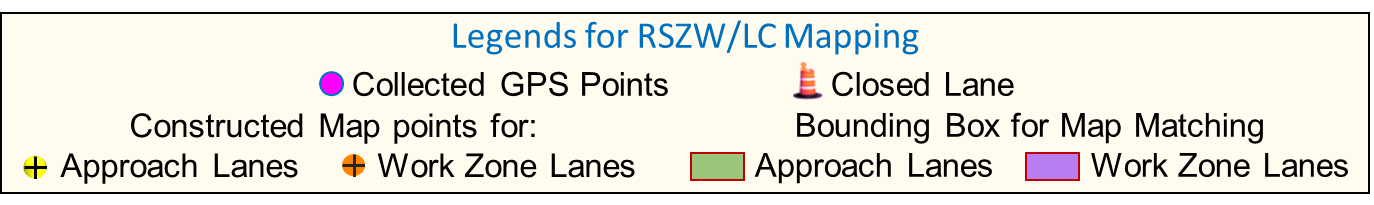 Legends for RSZW/LC Mapping
Collected GPS Points Closed Lane
Constructed Map points for: Bounding Box for Map Matching
Approach Lanes Work Zone Lanes Approach Lanes Work Zone Lanes